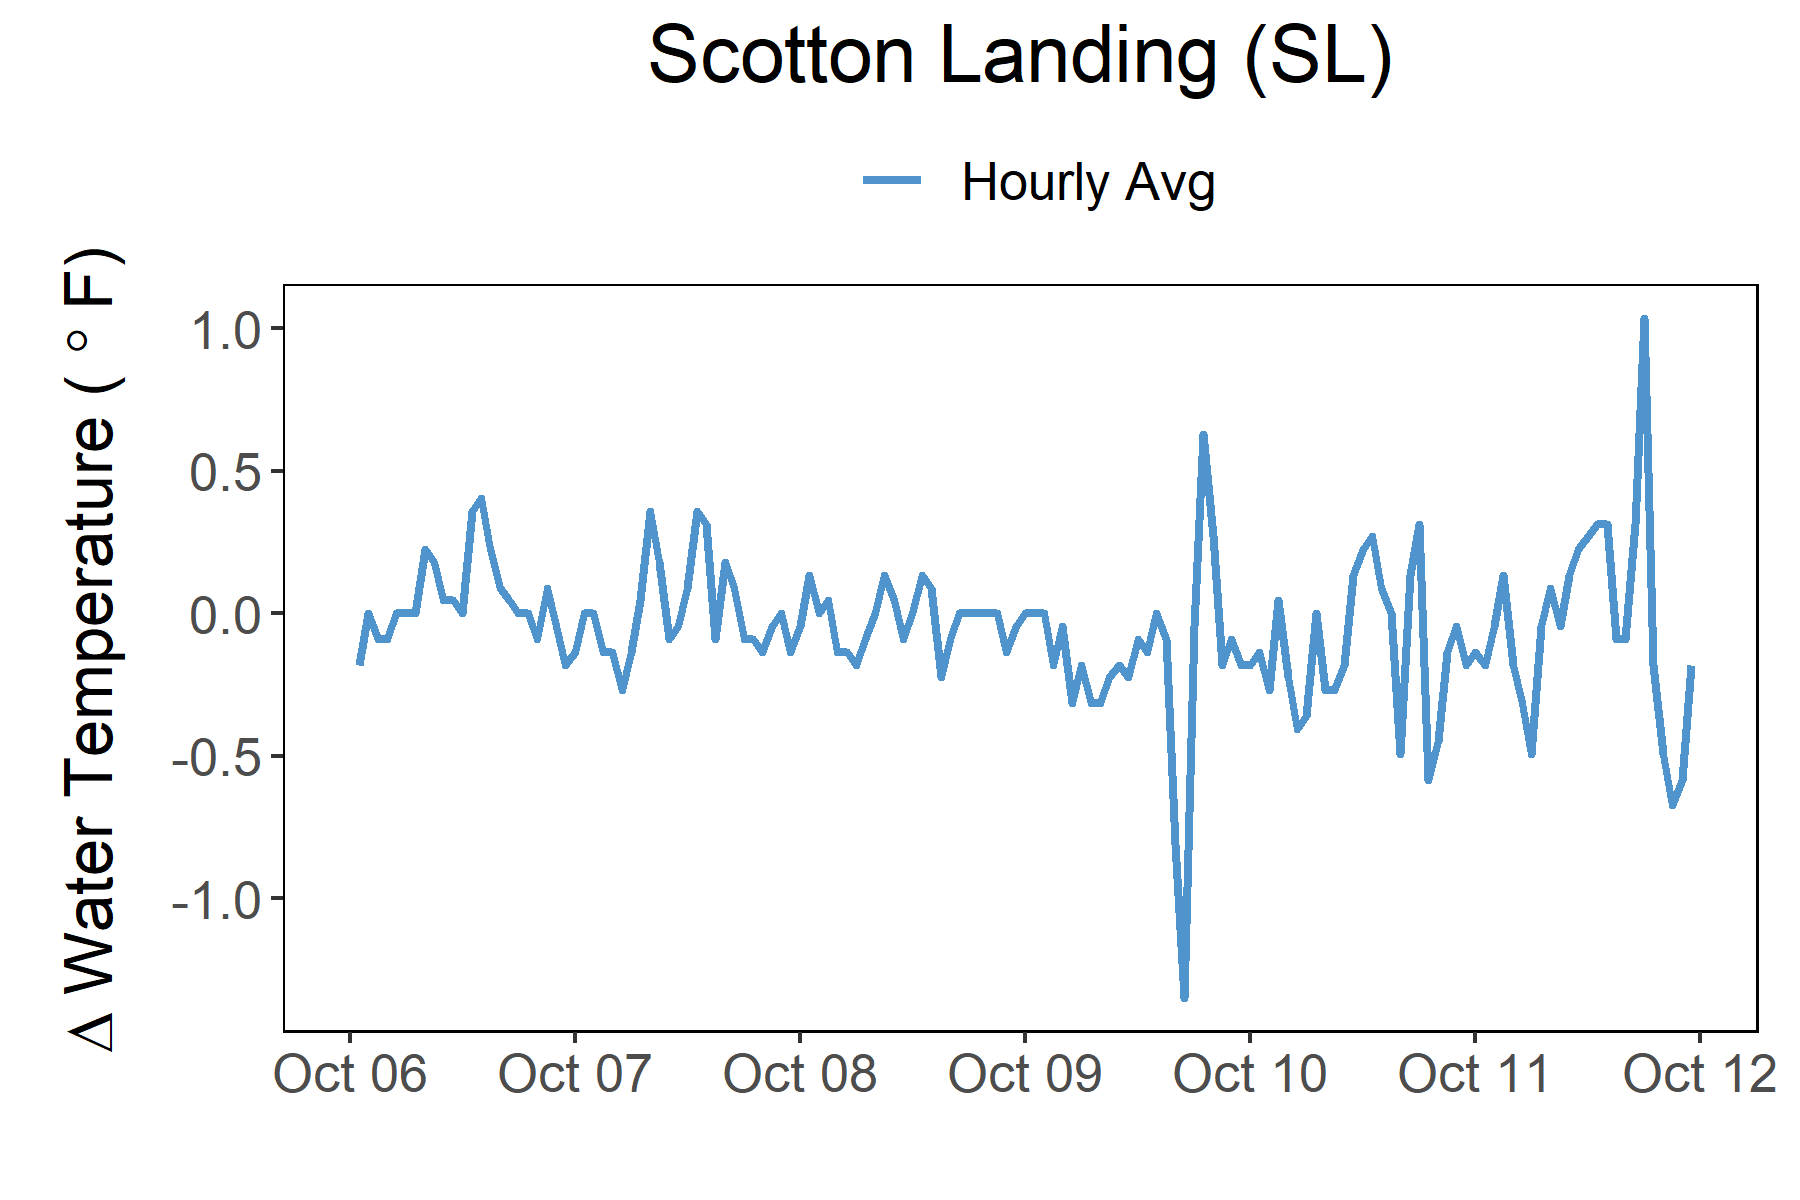 Scotton Landing (SL)
Hourly Avg
Δ Water Temperature ( ° F)
1.0
0.5
0.0
-0.5
-1.0
Oct 06 Oct 07 Oct 08 Oct 09 Oct 10 Oct 11 Oct 12